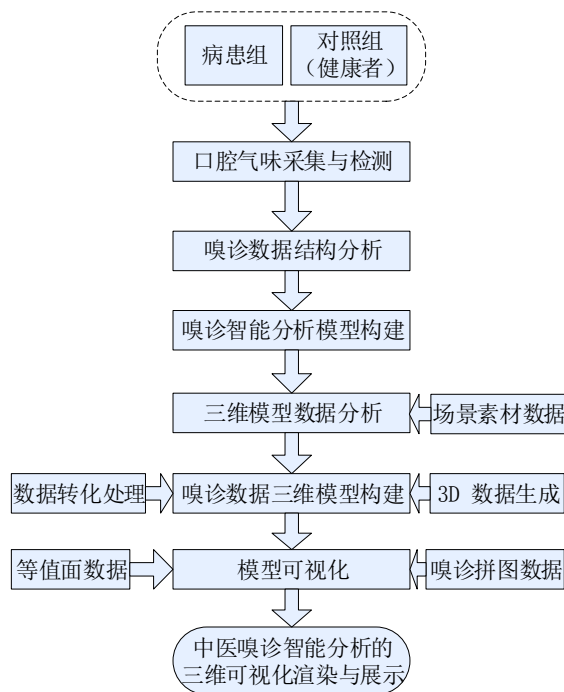 病患组
对照组
（健康者）
口腔气味采集与检测
嗅诊数据结构分析
嗅诊智能分析模型构建
三维模型数据分析
场景素材数据
数据转化处理
嗅诊数据三维模型构建
3D 数据生成
等值面数据
模型可视化
嗅诊拼图数据
中医嗅诊智能分析的
三维可视化渲染与展示